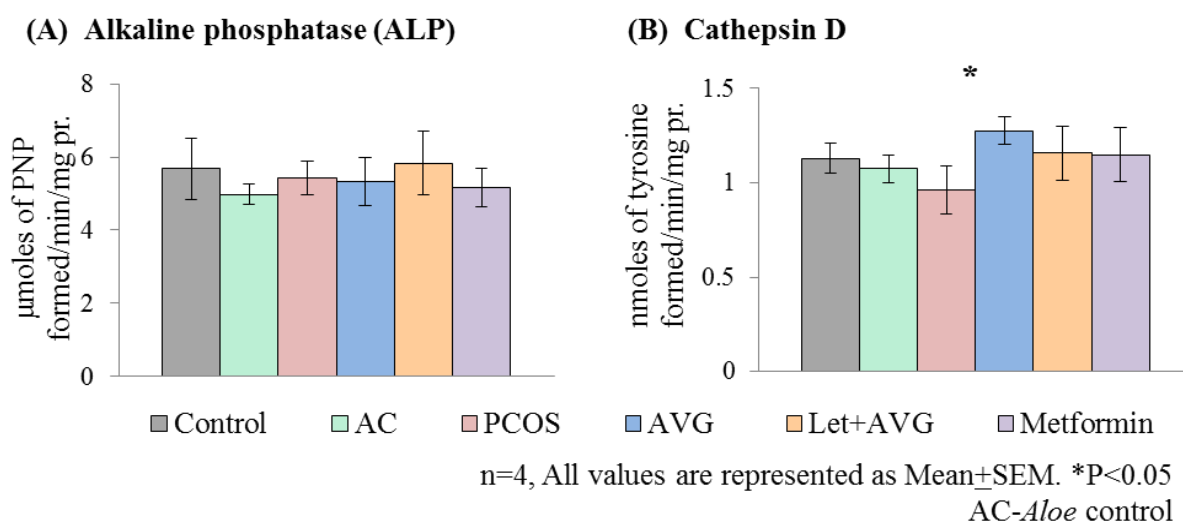 (A) Alkaline phosphatase (ALP)
(B) Cathepsin D
µmoles of PNP
formed/min/mg pr.
8
6
4
2
0
nmoles of tyrosine
formed/min/mg pr.
*
1.5
1
0.5
0
Control AC PCOS AVG Let+AVG Metformin
n=4, All values are represented as Mean±SEM. *P<0.05
AC-Aloe control